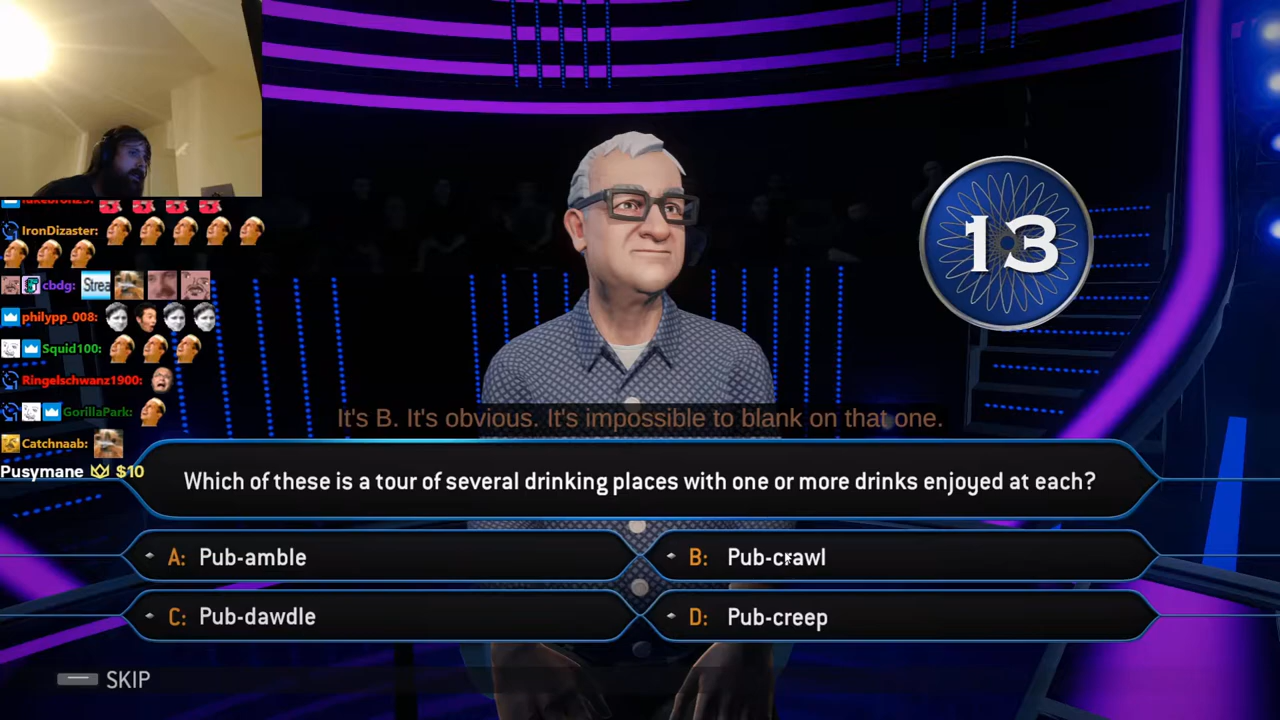 IronDizaster:
cbdg: Strea
philypp_008:
Squid100:
Ringelschwanz1900:
GorillaPark:
Catchnaab:
Pusymane $10
13
It's B. It's obvious. It's impossible to blank on that one.
Which of these is a tour of several drinking places with one or more drinks enjoyed at each?
A: Pub-amble
B: Pub-crawl
C: Pub-dawdle
D: Pub-creep
SKIP